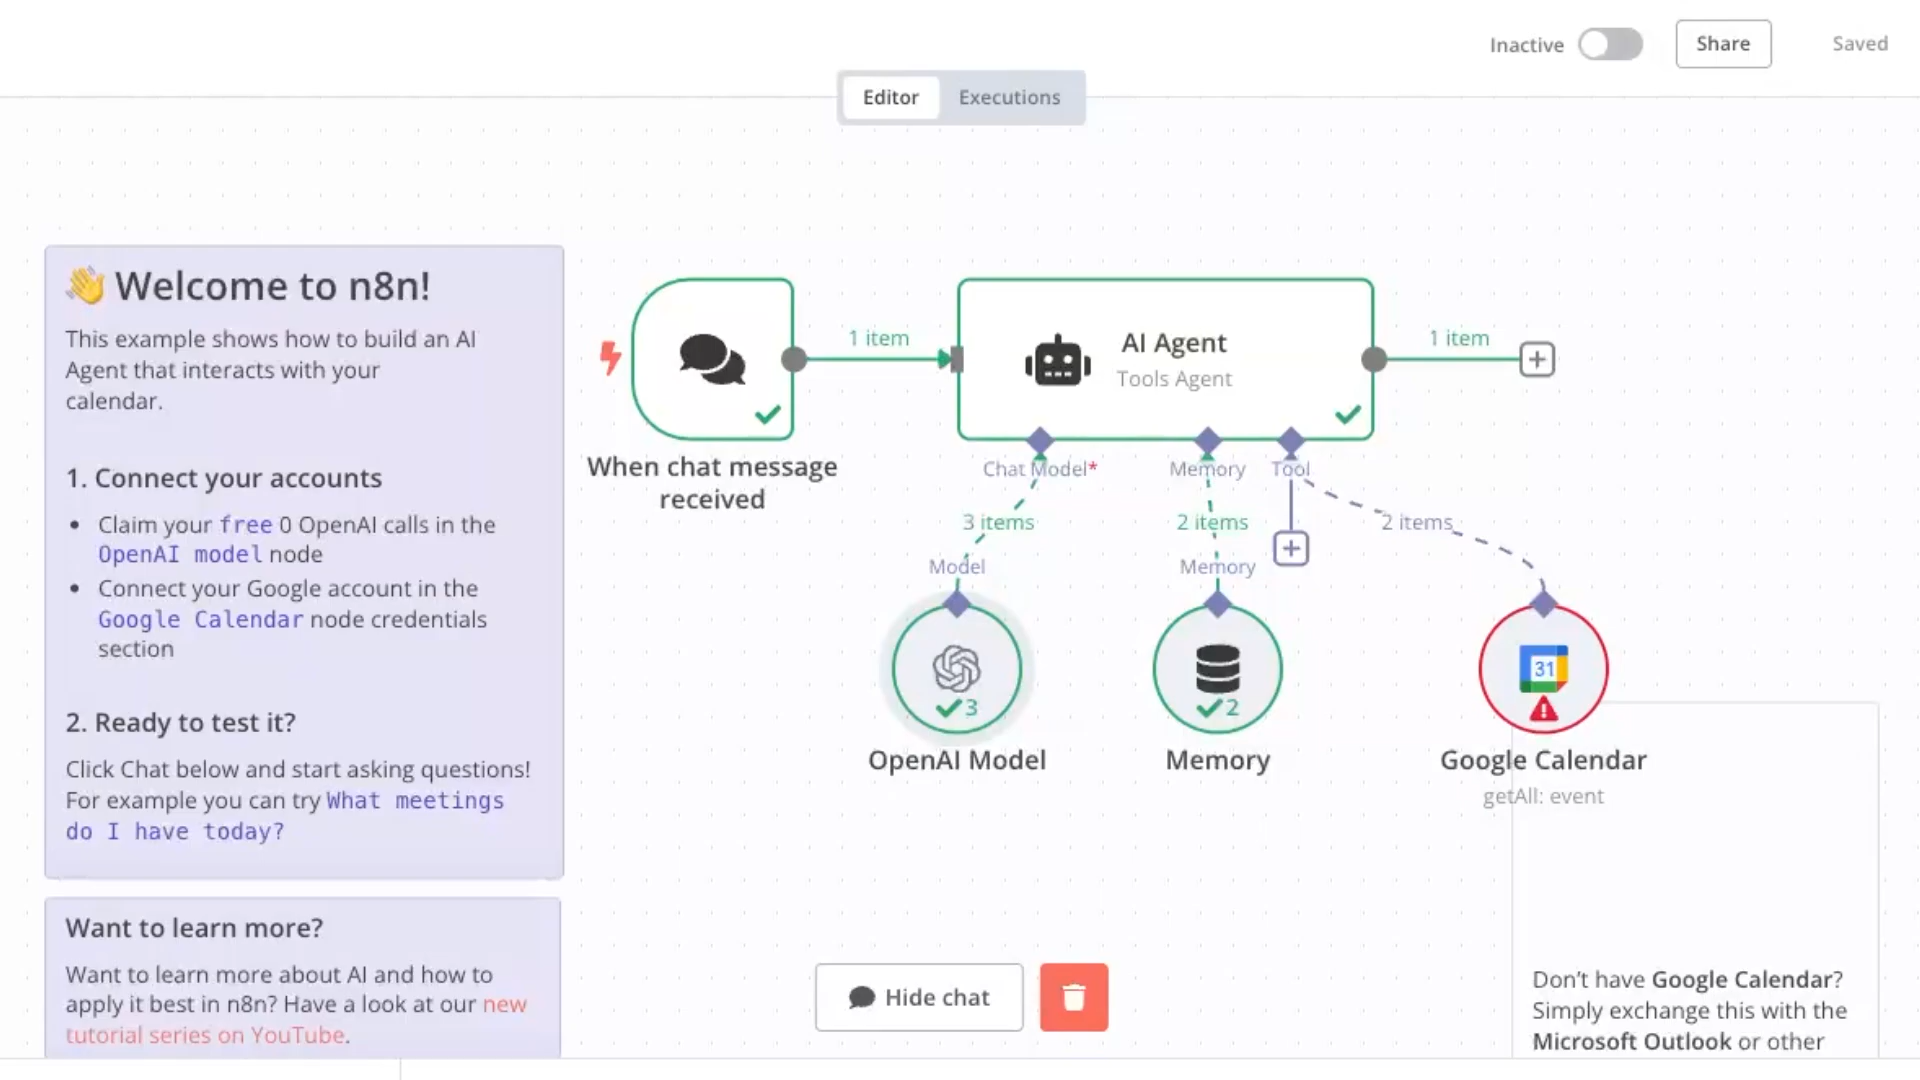 Inactive
Share
Saved
Editor
Executions
👋 Welcome to n8n!
This example shows how to build an AI
Agent that interacts with your
calendar.
1. Connect your accounts
• Claim your free 0 OpenAI calls in the
OpenAI model node
• Connect your Google account in the
Google Calendar node credentials
section
2. Ready to test it?
Click Chat below and start asking questions!
For example you can try What meetings
do I have today?
Want to learn more?
Want to learn more about AI and how to
apply it best in n8n? Have a look at our new
tutorial series on YouTube.
When chat message
received
1 item
AI Agent
Tools Agent
1 item
Chat Model*
Memory
Tool
3 items
2 items
2 items
Model
Memory
3
2
31
OpenAI Model
Memory
Google Calendar
getAll: event
Hide chat
Don't have Google Calendar?
Simply exchange this with the
Microsoft Outlook or other